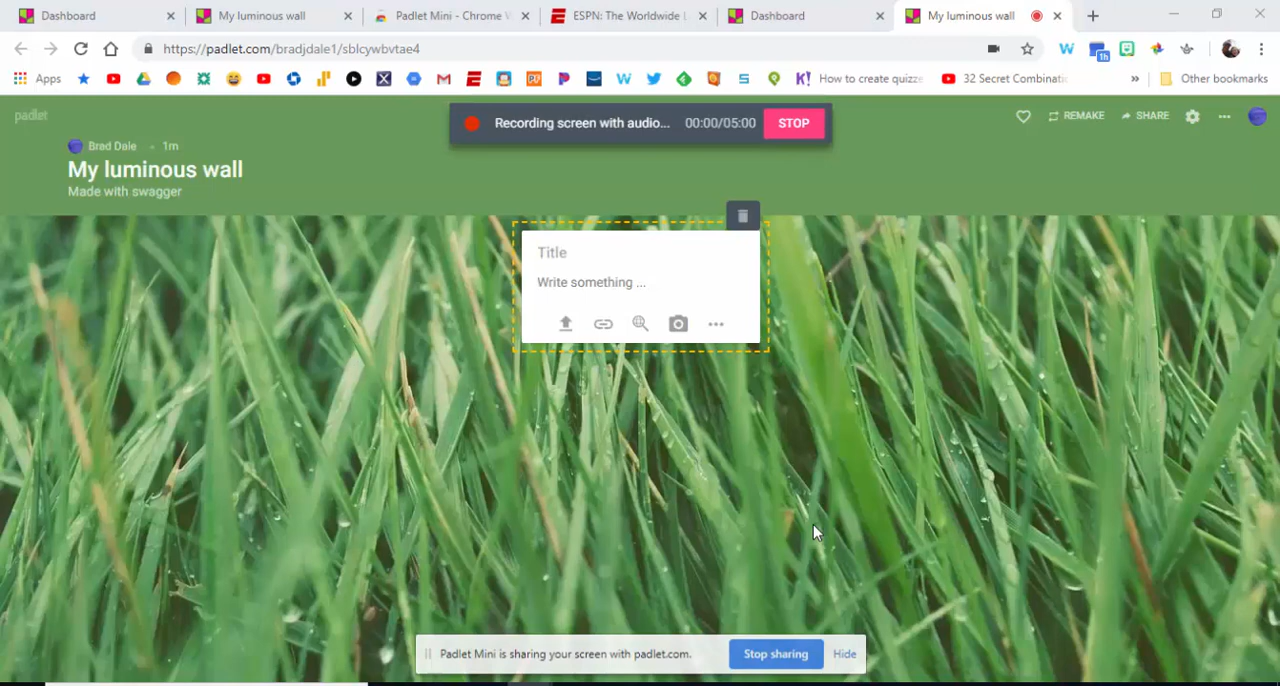 Dashboard
My luminous wall
Padlet Mini - Chrome
ESPN: The Worldwide
Dashboard
My luminous wall
https://padlet.com/bradjdale1/sblcywbvtae4
1h
Apps
How to create quizze
32 Secret Combinatic
Other bookmarks
padlet
Recording screen with audio... 00:00/05:00 STOP
REMAKE SHARE
Brad Dale • 1m
My luminous wall
Made with swagger
Title
Write something ...
Padlet Mini is sharing your screen with padlet.com. Stop sharing Hide